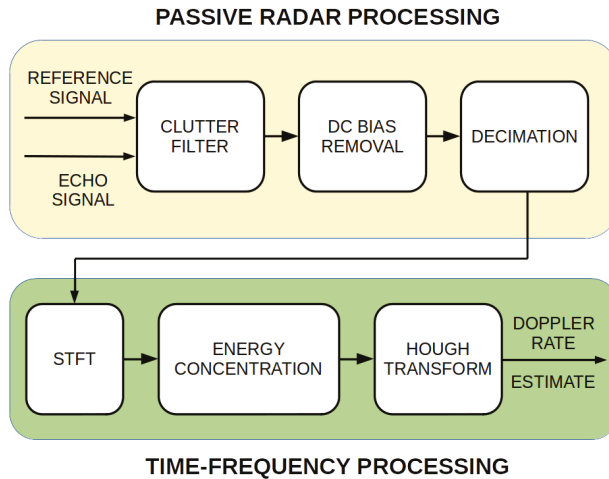 PASSIVE RADAR PROCESSING
REFERENCE
SIGNAL
ECHO
SIGNAL
CLUTTER
FILTER
DC BIAS
REMOVAL
DECIMATION
STFT
ENERGY
CONCENTRATION
HOUGH
TRANSFORM
DOPPLER
RATE
ESTIMATE
TIME-FREQUENCY PROCESSING